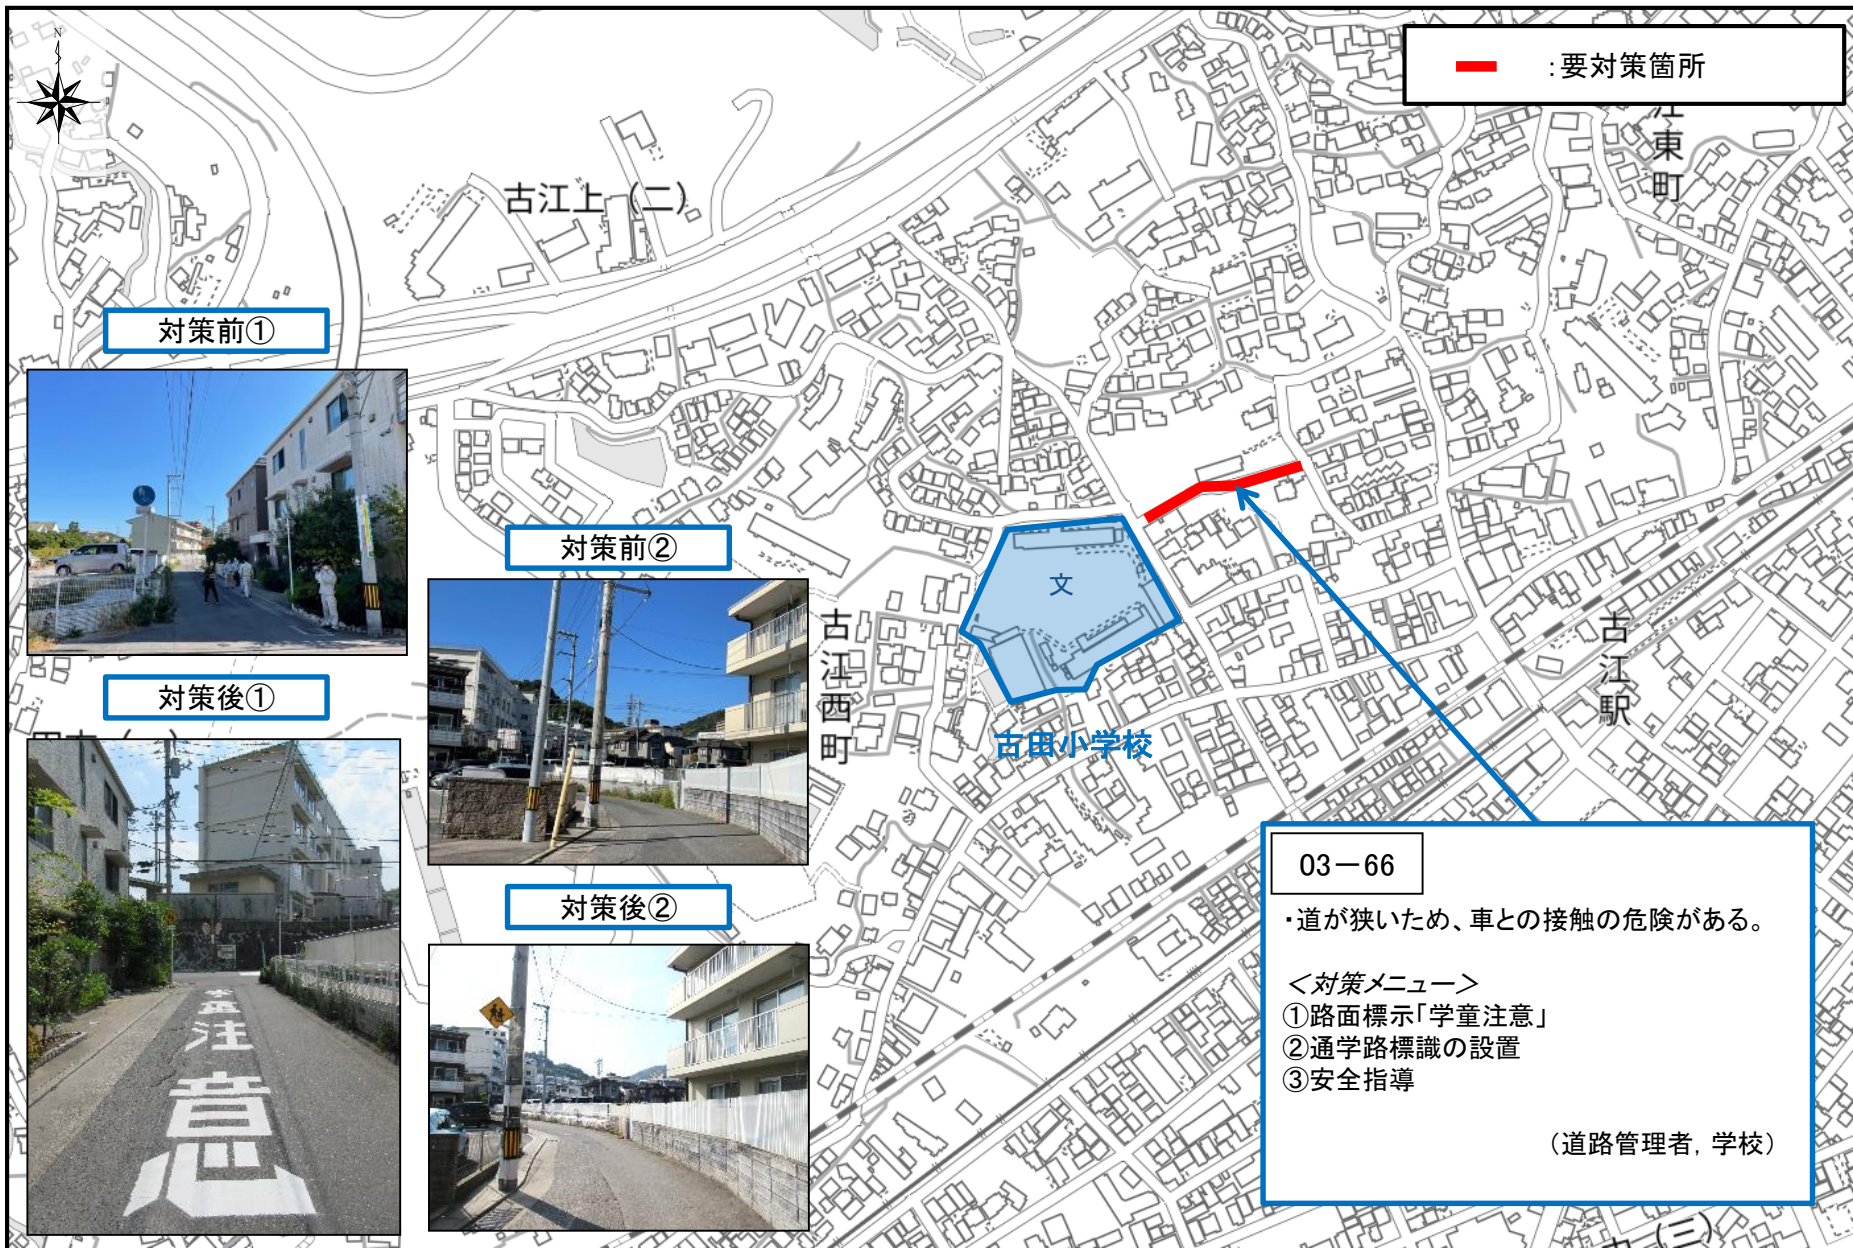 N
:要対策箇所
古江上(二)
江東町
対策前①
対策前②
文
古江西町
古江駅
対策後①
古田小学校
対策後②
注
意
03－66
・道が狭いため、車との接触の危険がある。
＜対策メニュー＞
①路面標示「学童注意」
②通学路標識の設置
③安全指導
（道路管理者，学校）
(三)